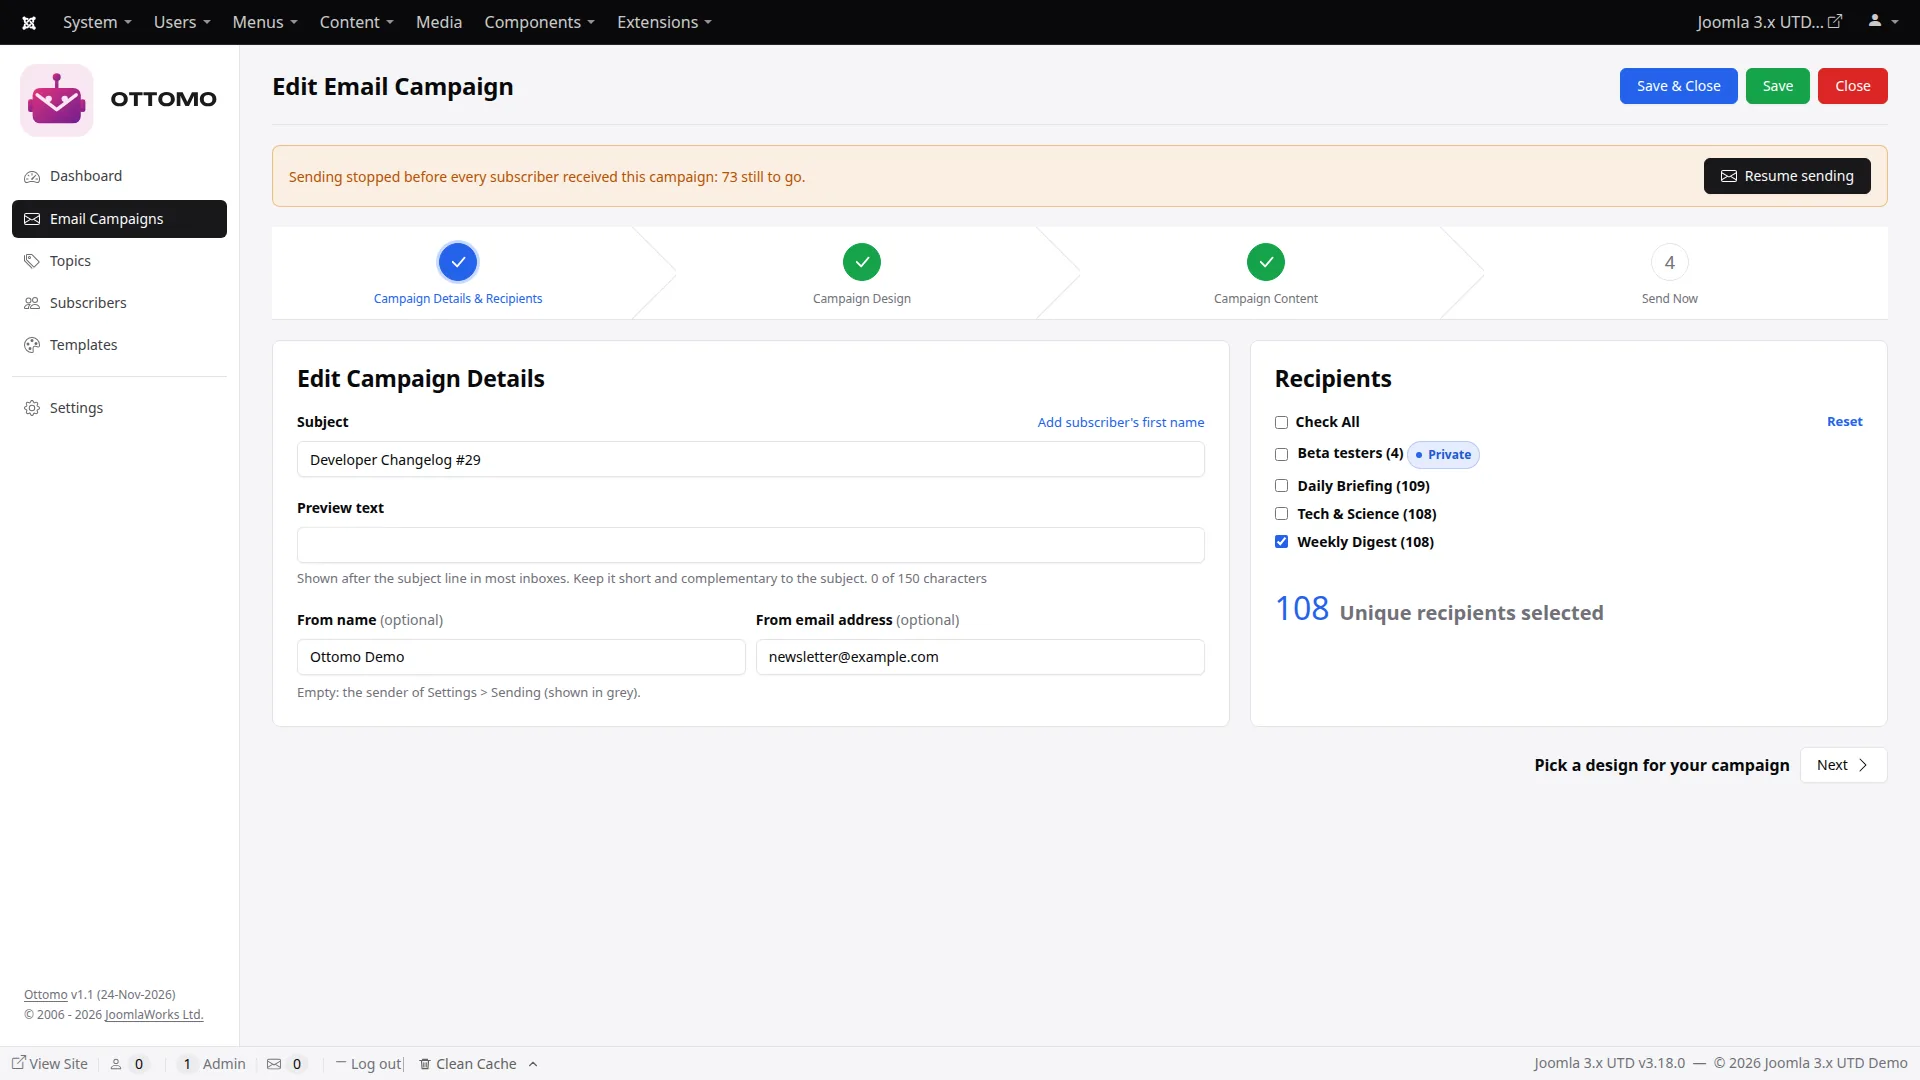 System Users Menus Content Media Components Extensions Joomla 3.x UTD...
OTTOMO
Dashboard
Email Campaigns
Topics
Subscribers
Templates
Settings
Ottomo v1.1 (24-Nov-2026)
© 2006 - 2026 JoomlaWorks Ltd.
Edit Email Campaign
Save & Close Save Close
Sending stopped before every subscriber received this campaign: 73 still to go. Resume sending
4
Campaign Details & Recipients Campaign Design Campaign Content Send Now
Edit Campaign Details
Subject Add subscriber's first name
Developer Changelog #29
Preview text
Shown after the subject line in most inboxes. Keep it short and complementary to the subject. 0 of 150 characters
From name (optional) From email address (optional)
Ottomo Demo newsletter@example.com
Empty: the sender of Settings > Sending (shown in grey).
Recipients
Check All Reset
Beta testers (4) Private
Daily Briefing (109)
Tech & Science (108)
Weekly Digest (108)
108 Unique recipients selected
Pick a design for your campaign Next
View Site 0 1 Admin 0 Log out Clean Cache Joomla 3.x UTD v3.18.0 — © 2026 Joomla 3.x UTD Demo